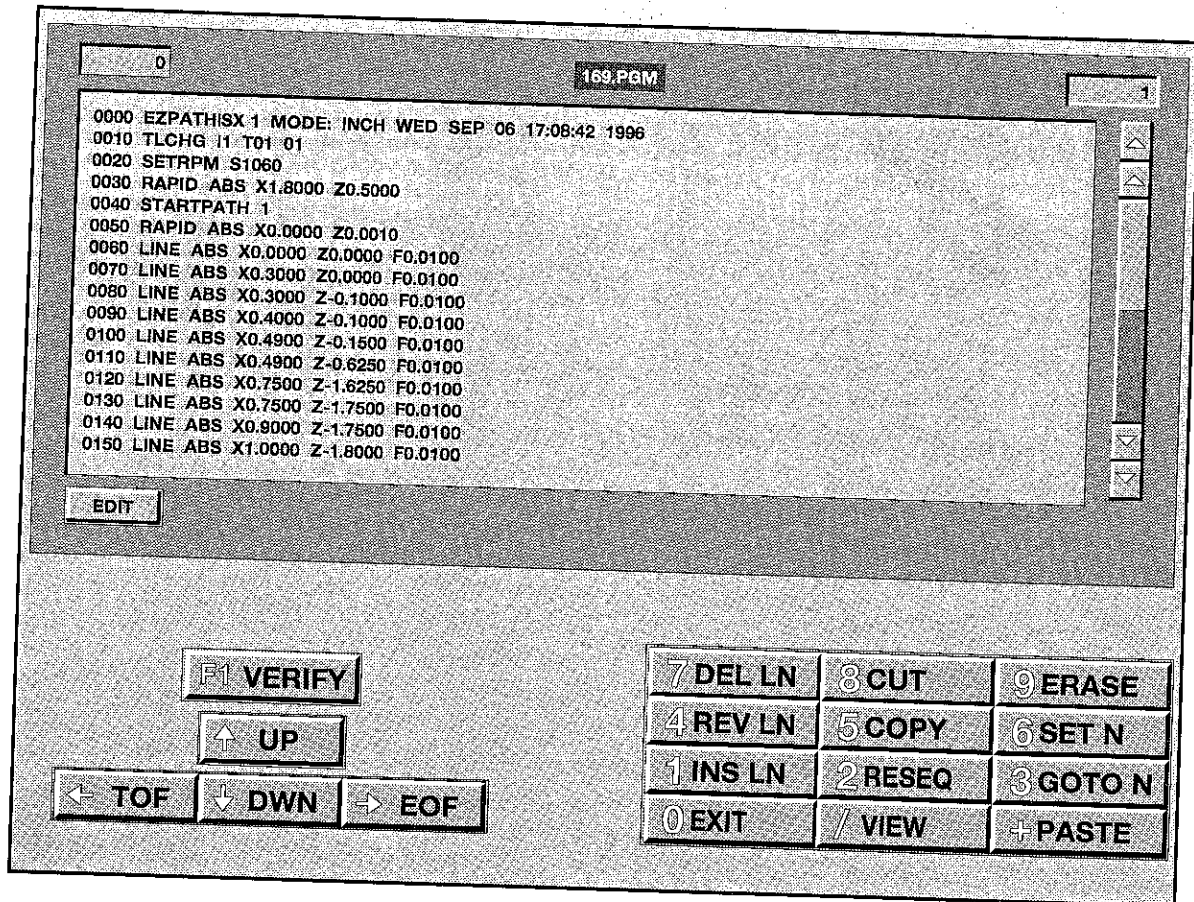 0
169.PGM
1
0000 EZPATH|SX 1 MODE: INCH WED SEP 06 17:08:42 1996
0010 TLCHG I1 T01 01
0020 SETRPM S1060
0030 RAPID ABS X1.8000 Z0.5000
0040 STARTPATH 1
0050 RAPID ABS X0.0000 Z0.0010
0060 LINE ABS X0.0000 Z0.0000 F0.0100
0070 LINE ABS X0.3000 Z0.0000 F0.0100
0080 LINE ABS X0.3000 Z-0.1000 F0.0100
0090 LINE ABS X0.4000 Z-0.1000 F0.0100
0100 LINE ABS X0.4900 Z-0.1500 F0.0100
0110 LINE ABS X0.4900 Z-0.6250 F0.0100
0120 LINE ABS X0.7500 Z-1.6250 F0.0100
0130 LINE ABS X0.7500 Z-1.7500 F0.0100
0140 LINE ABS X0.9000 Z-1.7500 F0.0100
0150 LINE ABS X1.0000 Z-1.8000 F0.0100
EDIT
F1 VERIFY
↑ UP
← TOF ↓ DWN → EOF
7 DEL LN 8 CUT 9 ERASE
4 REV LN 5 COPY 6 SET N
1 INS LN 2 RESEQ 3 GOTO N
0 EXIT / VIEW + PASTE